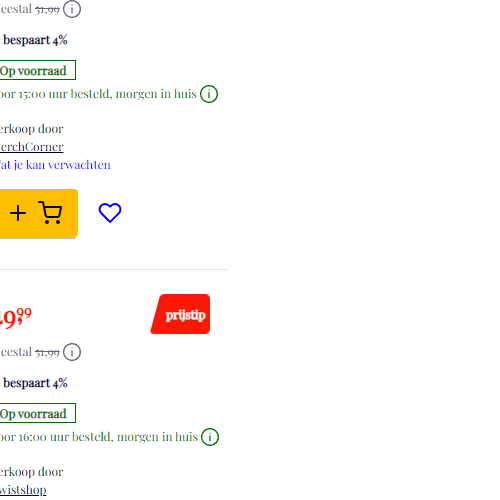 eestal 51,99
bespaart 4%
Op voorraad
oor 15:00 uur besteld, morgen in huis
erkoop door
erchCorner
at je kan verwachten
49,99
prijstip
eestal 51,99
bespaart 4%
Op voorraad
oor 16:00 uur besteld, morgen in huis
erkoop door
wistshop